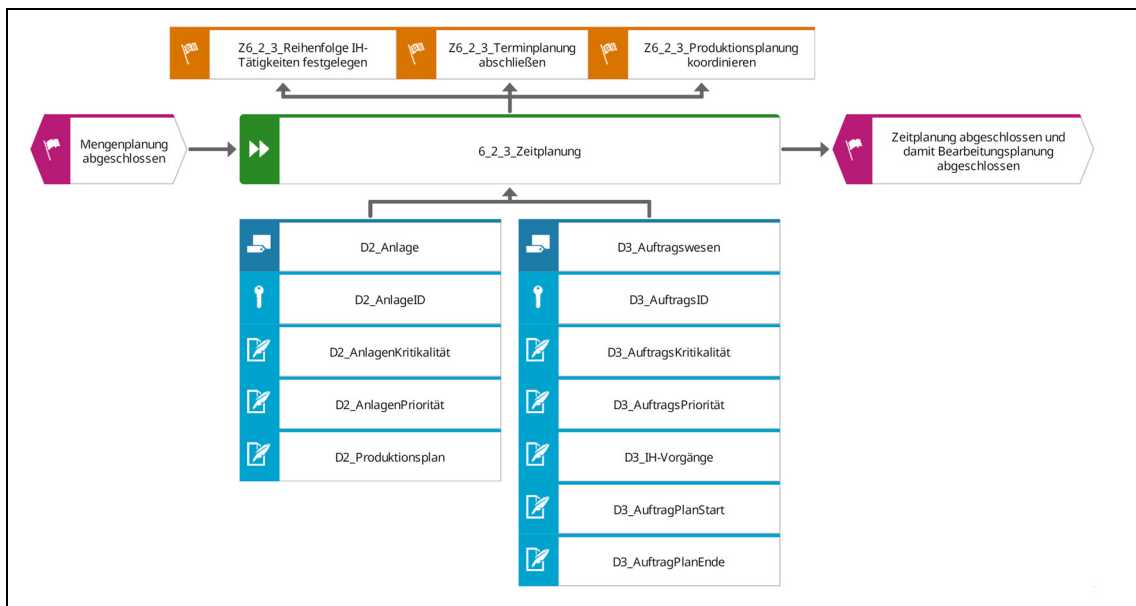 Z6_2_3_Reihenfolge IH-
Tätigkeiten festgelegen
Z6_2_3_Terminplanung
abschließen
Z6_2_3_Produktionsplanung
koordinieren
Mengenplanung
abgeschlossen
6_2_3_Zeitplanung
Zeitplanung abgeschlossen und
damit Bearbeitungsplanung
abgeschlossen
D2_Anlage
D2_AnlageID
D2_AnlagenKritikalität
D2_AnlagenPriorität
D2_Produktionsplan
D3_Auftragswesen
D3_AuftragsID
D3_AuftragsKritikalität
D3_AuftragsPriorität
D3_IH-Vorgänge
D3_AuftragPlanStart
D3_AuftragPlanEnde